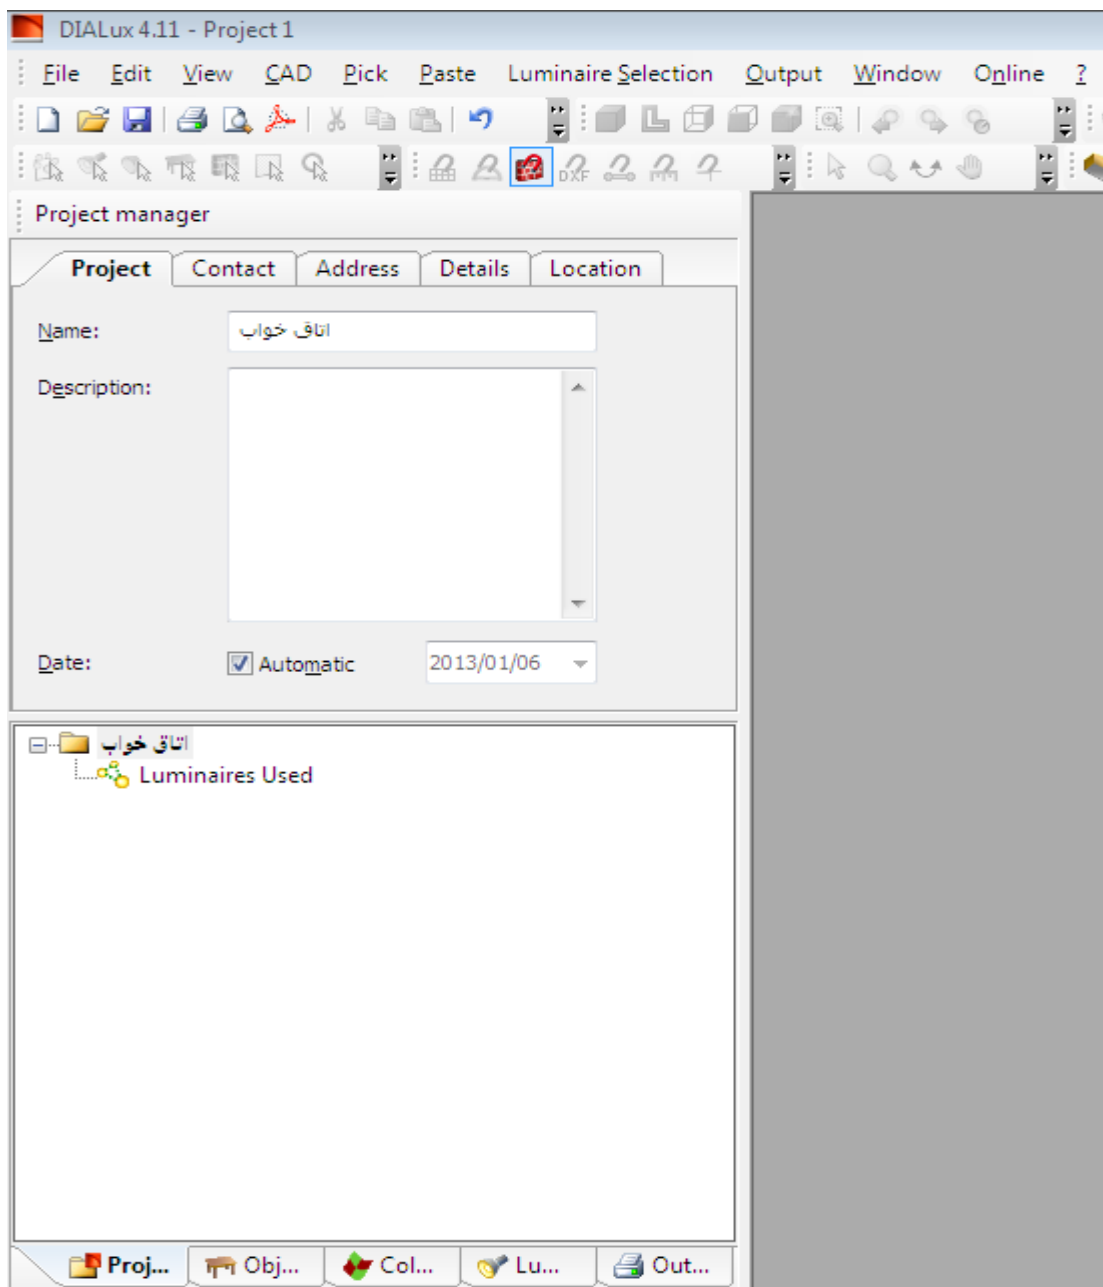 DIALux 4.11 - Project 1
File Edit View CAD Pick Paste Luminaire Selection Output Window Online ?
DXF
Project manager
Project Contact Address Details Location
Name: اتاق خواب
Description:
Date: Automatic 2013/01/06
اتاق خواب
Luminaires Used
Proj... Obj... Col... Lu... Out...